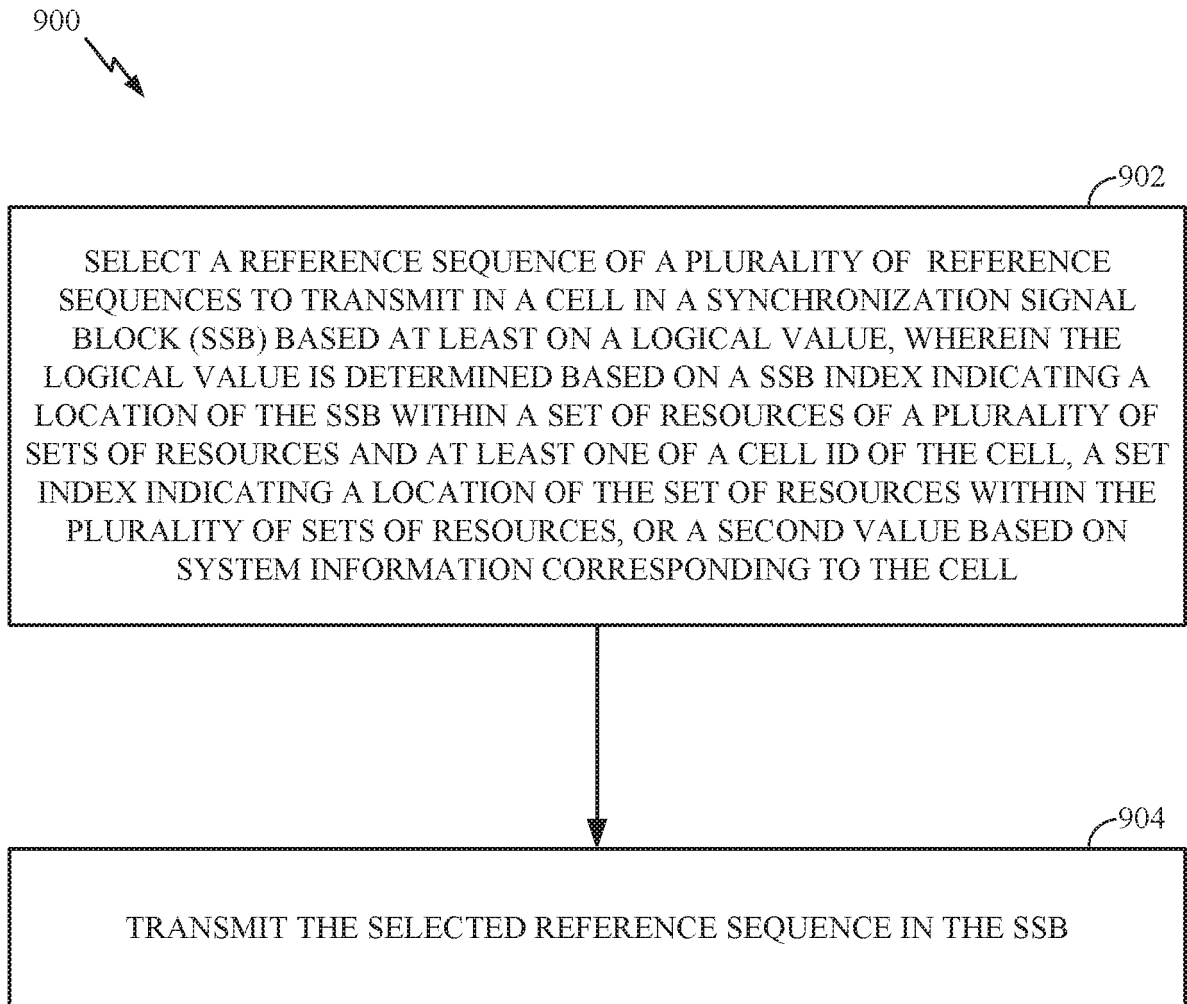 900
902
SELECT A REFERENCE SEQUENCE OF A PLURALITY OF REFERENCE
SEQUENCES TO TRANSMIT IN A CELL IN A SYNCHRONIZATION SIGNAL
BLOCK (SSB) BASED AT LEAST ON A LOGICAL VALUE, WHEREIN THE
LOGICAL VALUE IS DETERMINED BASED ON A SSB INDEX INDICATING A
LOCATION OF THE SSB WITHIN A SET OF RESOURCES OF A PLURALITY OF
SETS OF RESOURCES AND AT LEAST ONE OF A CELL ID OF THE CELL, A SET
INDEX INDICATING A LOCATION OF THE SET OF RESOURCES WITHIN THE
PLURALITY OF SETS OF RESOURCES, OR A SECOND VALUE BASED ON
SYSTEM INFORMATION CORRESPONDING TO THE CELL
904
TRANSMIT THE SELECTED REFERENCE SEQUENCE IN THE SSB